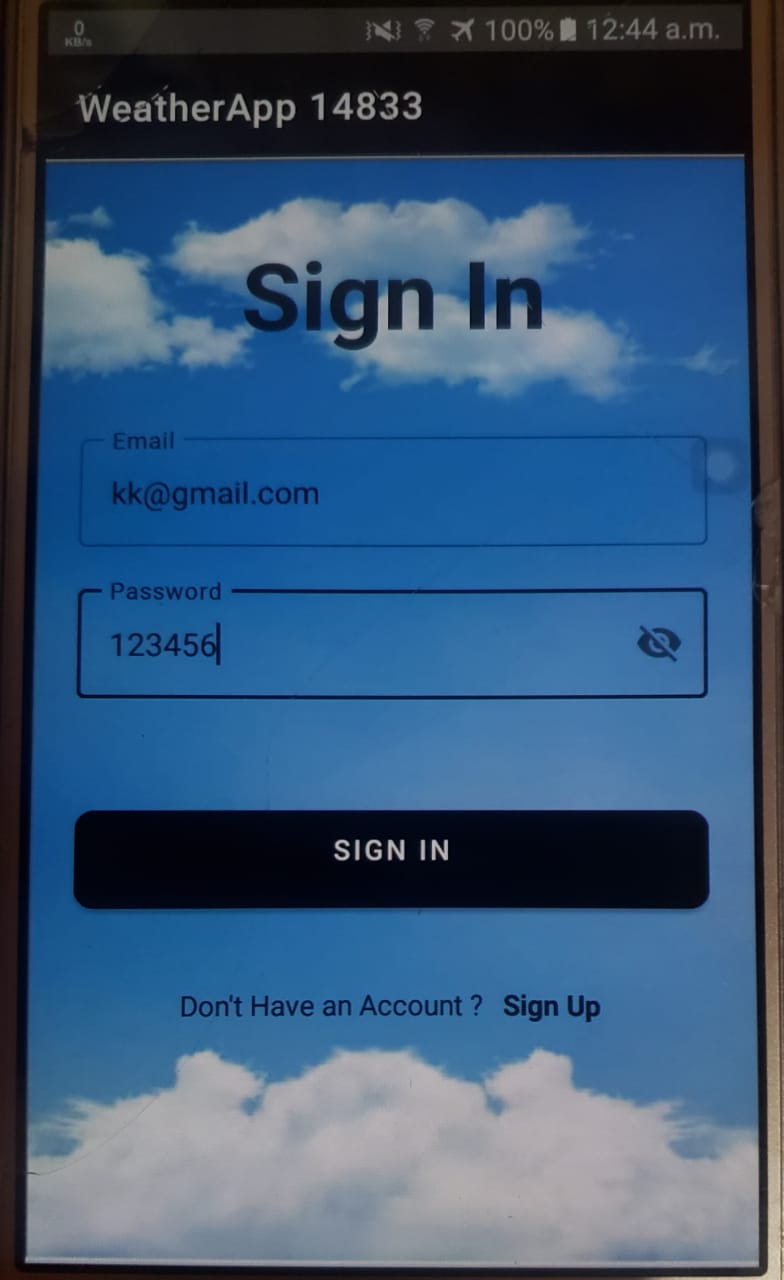 0
KB/s
100% 12:44 a.m.
WeatherApp 14833
Sign In
Email
kk@gmail.com
Password
123456
SIGN IN
Don't Have an Account ? Sign Up